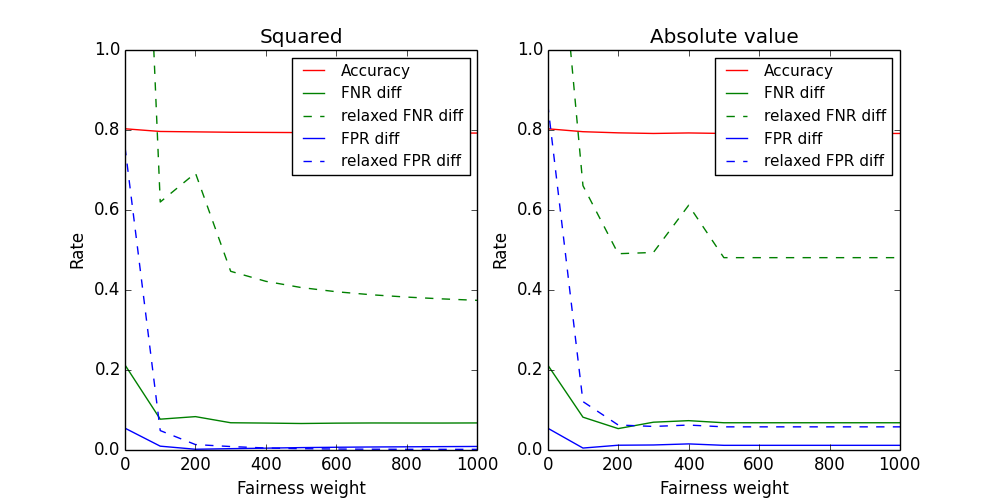 Squared
Rate
1.0
0.8
0.6
0.4
0.2
0.0
Accuracy
FNR diff
relaxed FNR diff
FPR diff
relaxed FPR diff
0 200 400 600 800 1000
Fairness weight
Absolute value
Rate
1.0
0.8
0.6
0.4
0.2
0.0
Accuracy
FNR diff
relaxed FNR diff
FPR diff
relaxed FPR diff
0 200 400 600 800 1000
Fairness weight